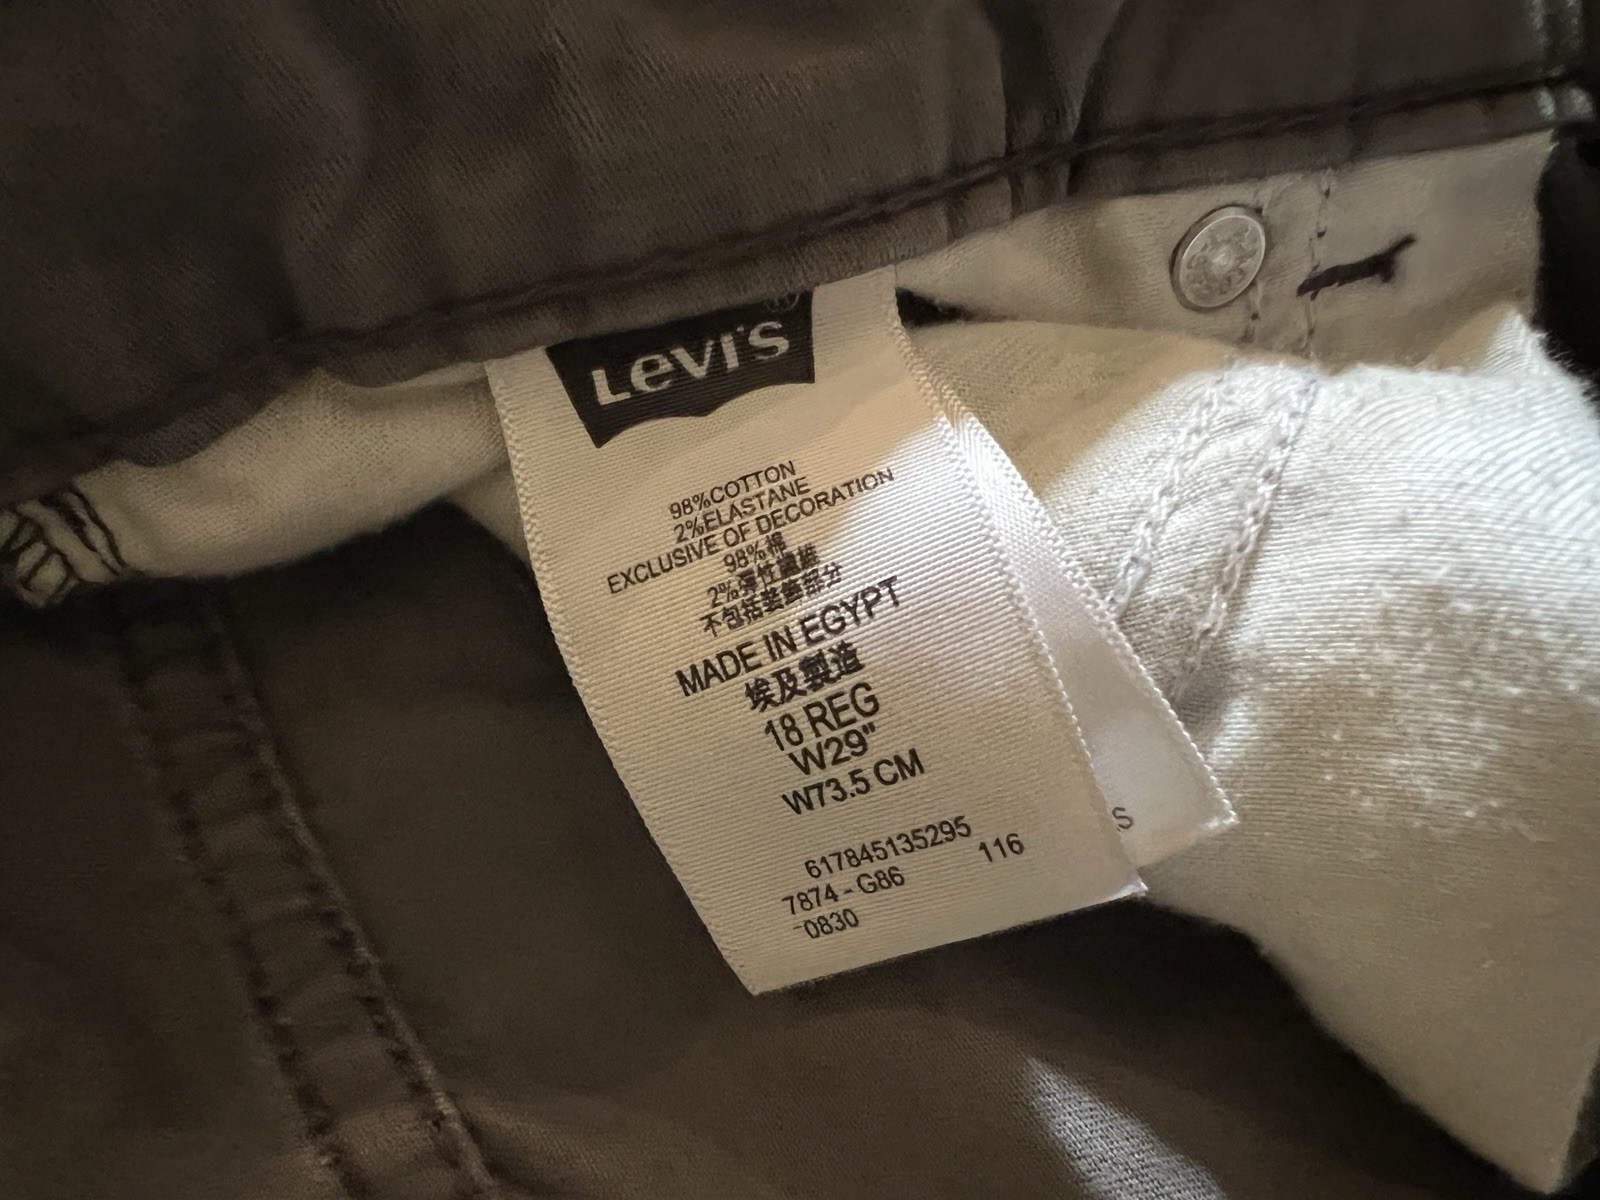 Levi's
98%COTTON
2%ELASTANE
EXCLUSIVE OF DECORATION
98%棉
2%弹性纖維
不包括装飾部分
MADE IN EGYPT
埃及製造
18 REG
W29"
W73.5 CM
617845135295
7874 - G86 116
0830
S